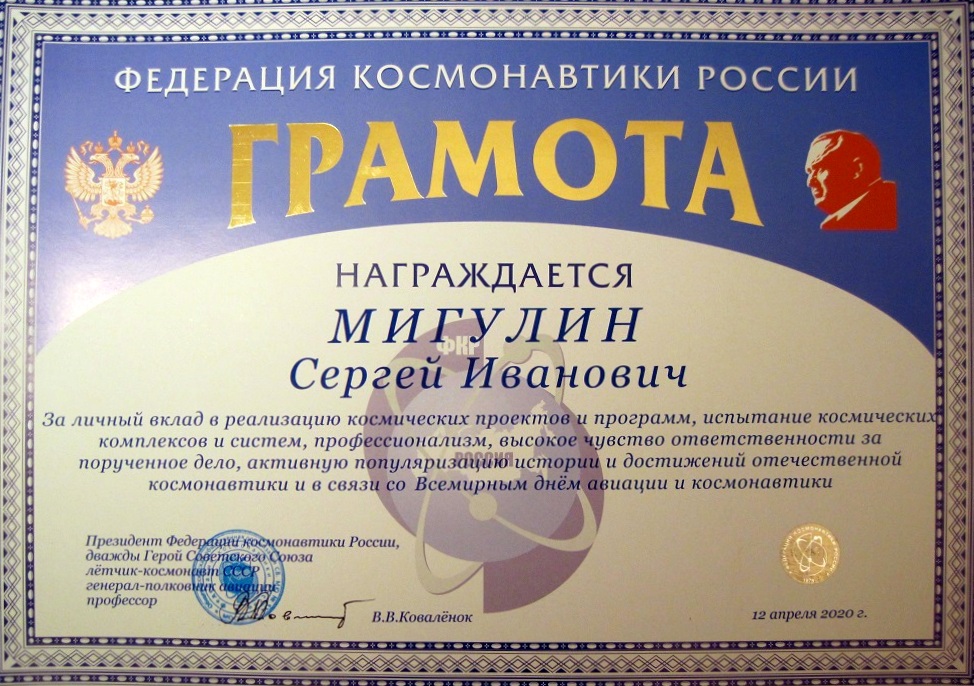 ФЕДЕРАЦИЯ КОСМОНАВТИКИ РОССИИ
ГРАМОТА
НАГРАЖДАЕТСЯ
МИГУЛИН
ФКР
Сергей Иванович
За личный вклад в реализацию космических проектов и программ, испытание космических
комплексов и систем, профессионализм, высокое чувство ответственности за
порученное дело, активную популяризацию истории и достижений отечественной
РОССИЯ
космонавтики и в связи со Всемирным днём авиации и космонавтики
Президент Федерации космонавтики России,
дважды Герой Советского Союза
лётчик-космонавт СССР
генерал-полковник авиации
профессор
В.В.Ковалёнок
12 апреля 2020 г.